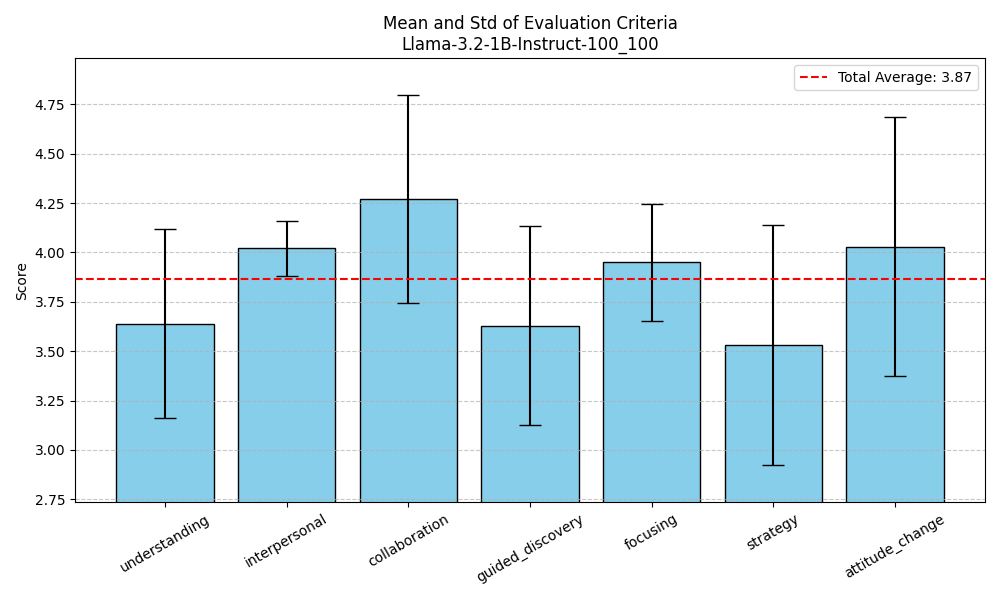 Mean and Std of Evaluation Criteria
Llama-3.2-1B-Instruct-100_100
Total Average: 3.87
Score
4.75
4.50
4.25
4.00
3.75
3.50
3.25
3.00
2.75
understanding
interpersonal
collaboration
guided_discovery
focusing
strategy
attitude_change